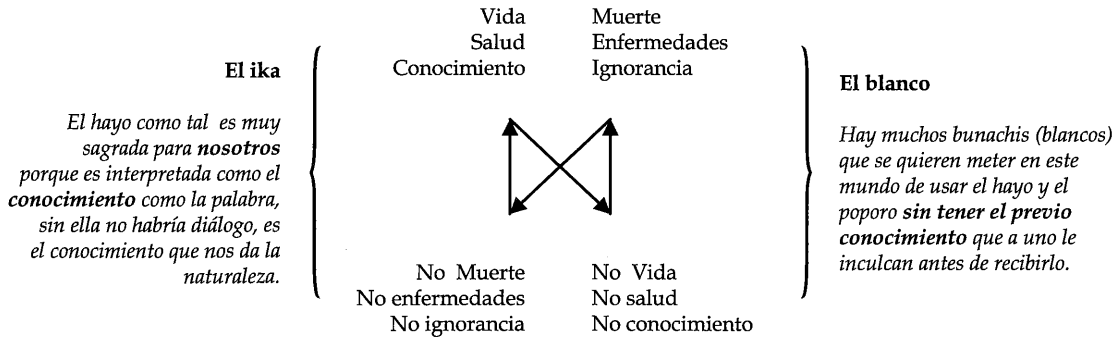 Vida Muerte
Salud Enfermedades
Conocimiento Ignorancia
El ika
El hayo como tal es muy
sagrada para nosotros
porque es interpretada como el
conocimiento como la palabra,
sin ella no habría diálogo, es
el conocimiento que nos da la
naturaleza.
El blanco
Hay muchos bunachis (blancos)
que se quieren meter en este
mundo de usar el hayo y el
poporo sin tener el previo
conocimiento que a uno le
inculcan antes de recibirlo.
No Muerte No Vida
No enfermedades No salud
No ignorancia No conocimiento